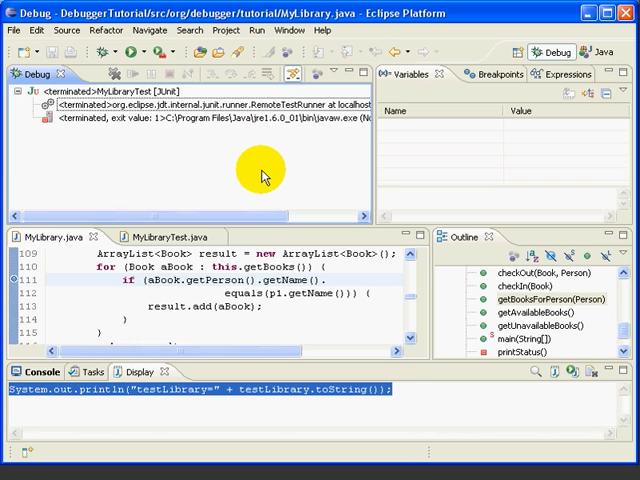 Debug - DebuggerTutorial/src/org/debugger/tutorial/MyLibrary.java - Eclipse Platform
File Edit Source Refactor Navigate Search Project Run Window Help
Debug Java
Debug
Variables Breakpoints Expressions
<terminated>MyLibraryTest [JUnit]
<terminated>org.eclipse.jdt.internal.junit.runner.RemoteTestRunner at localhost
<terminated, exit value: 1>C:\Program Files\Java\jre1.6.0_01\bin\javaw.exe (No
Name Value
MyLibrary.java MyLibraryTest.java
Outline
109 ArrayList<Book> result = new ArrayList<Book>();
110 for (Book aBook : this.getBooks()) {
111 if (aBook.getPerson().getName().
112 equals(p1.getName())) {
113 result.add(aBook);
114 }
115 }
checkOut(Book, Person)
checkIn(Book)
getBooksForPerson(Person)
getAvailableBooks()
getUnavailableBooks()
main(String[])
printStatus()
Console Tasks Display
System.out.println("testLibrary=" + testLibrary.toString());